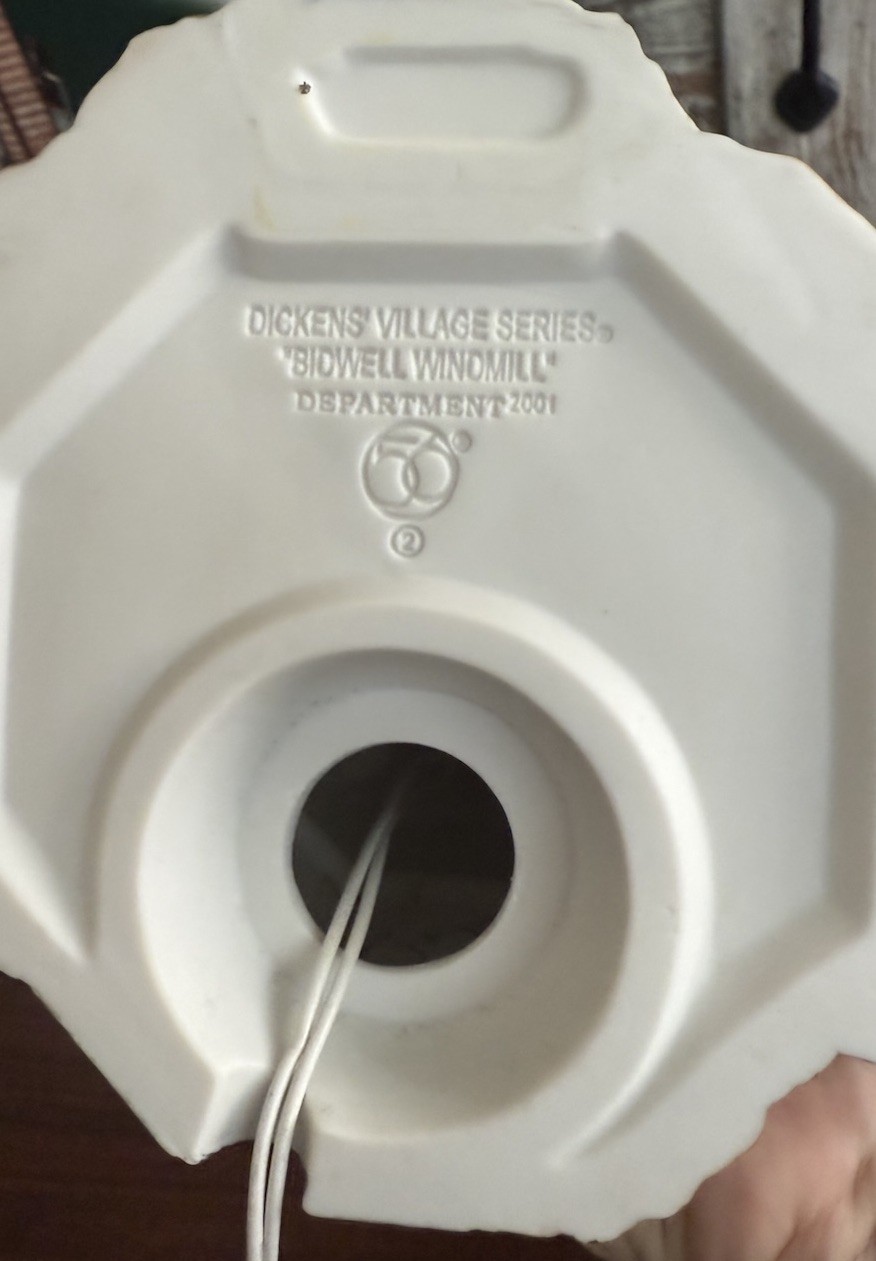 DICKENS' VILLAGE SERIES®
"BIDWELL WINDMILL"
DEPARTMENT 2001
56®
②